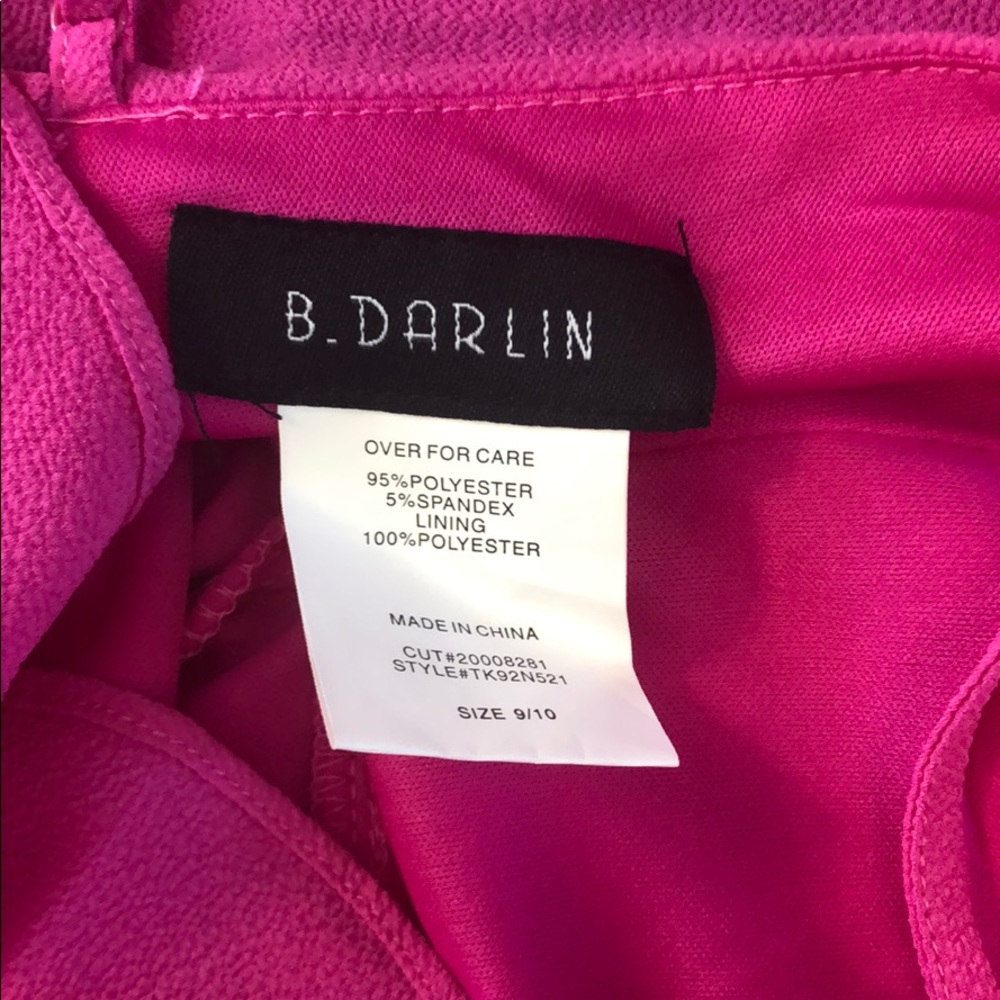 B. DARLIN
OVER FOR CARE
95%POLYESTER
5%SPANDEX
LINING
100%POLYESTER
MADE IN CHINA
CUT#20008281
STYLE#TK92N521
SIZE 9/10